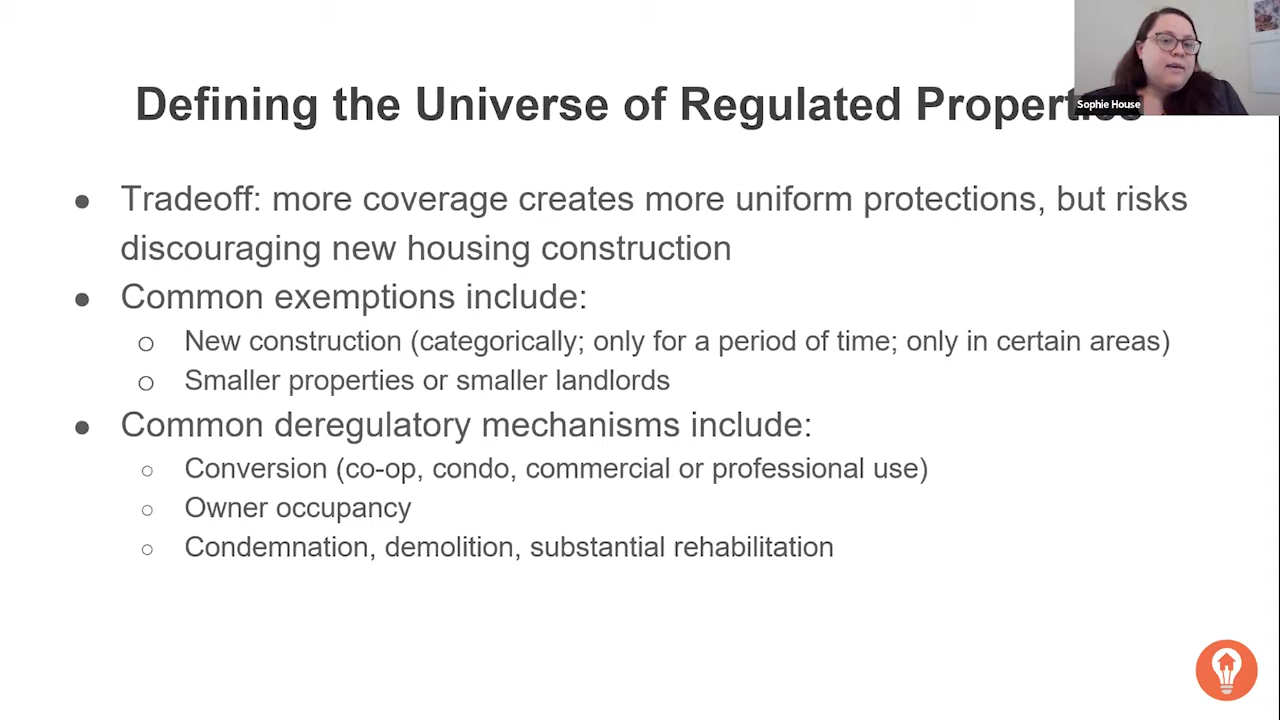 Defining the Universe of Regulated Properties
Sophie House
● Tradeoff: more coverage creates more uniform protections, but risks
discouraging new housing construction
● Common exemptions include:
○ New construction (categorically; only for a period of time; only in certain areas)
○ Smaller properties or smaller landlords
● Common deregulatory mechanisms include:
○ Conversion (co-op, condo, commercial or professional use)
○ Owner occupancy
○ Condemnation, demolition, substantial rehabilitation